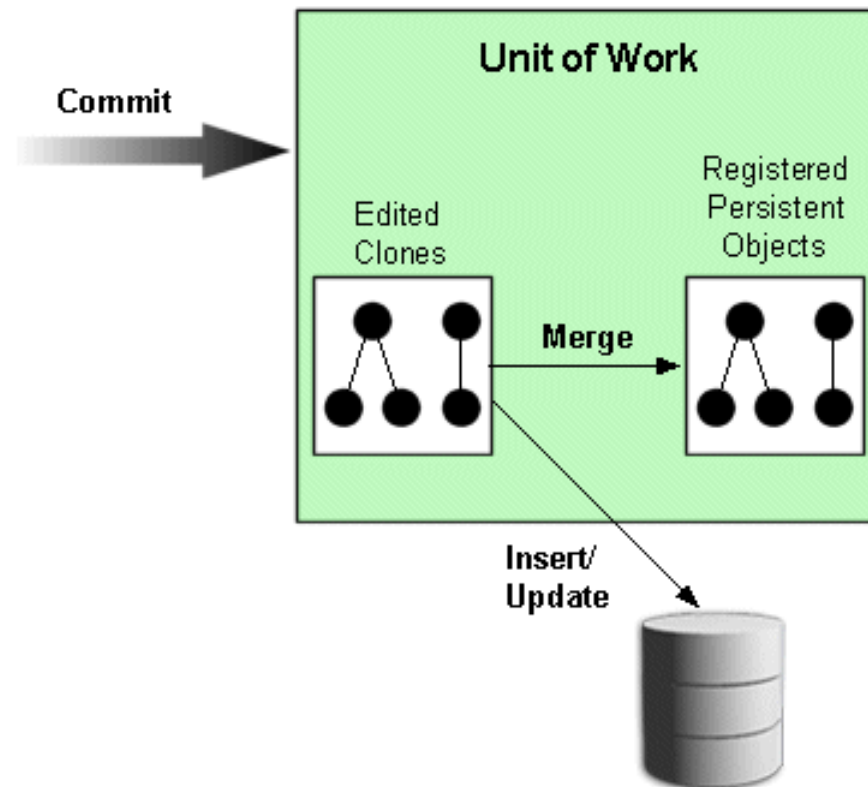 Unit of Work
Commit
Edited
Clones
Registered
Persistent
Objects
Merge
Insert/
Update